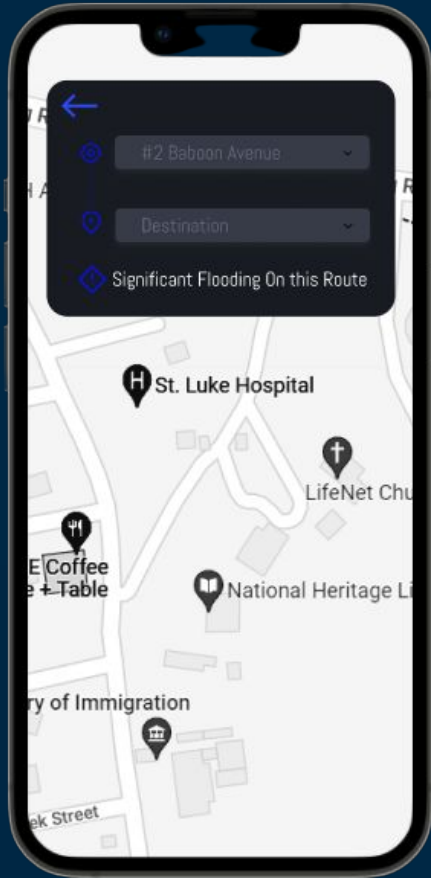 #2 Baboon Avenue
Destination
Significant Flooding On this Route
H
St. Luke Hospital
LifeNet Chu
E Coffee
e + Table
National Heritage Li
ry of Immigration
ek Street